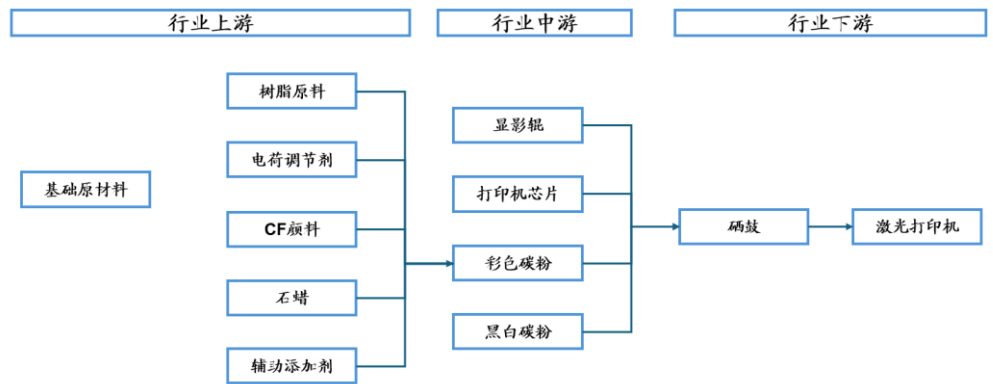 行业上游
行业中游
行业下游
基础原材料
树脂原料
电荷调节剂
CF颜料
石蜡
辅助添加剂
显影辊
打印机芯片
彩色碳粉
黑白碳粉
硒鼓
激光打印机